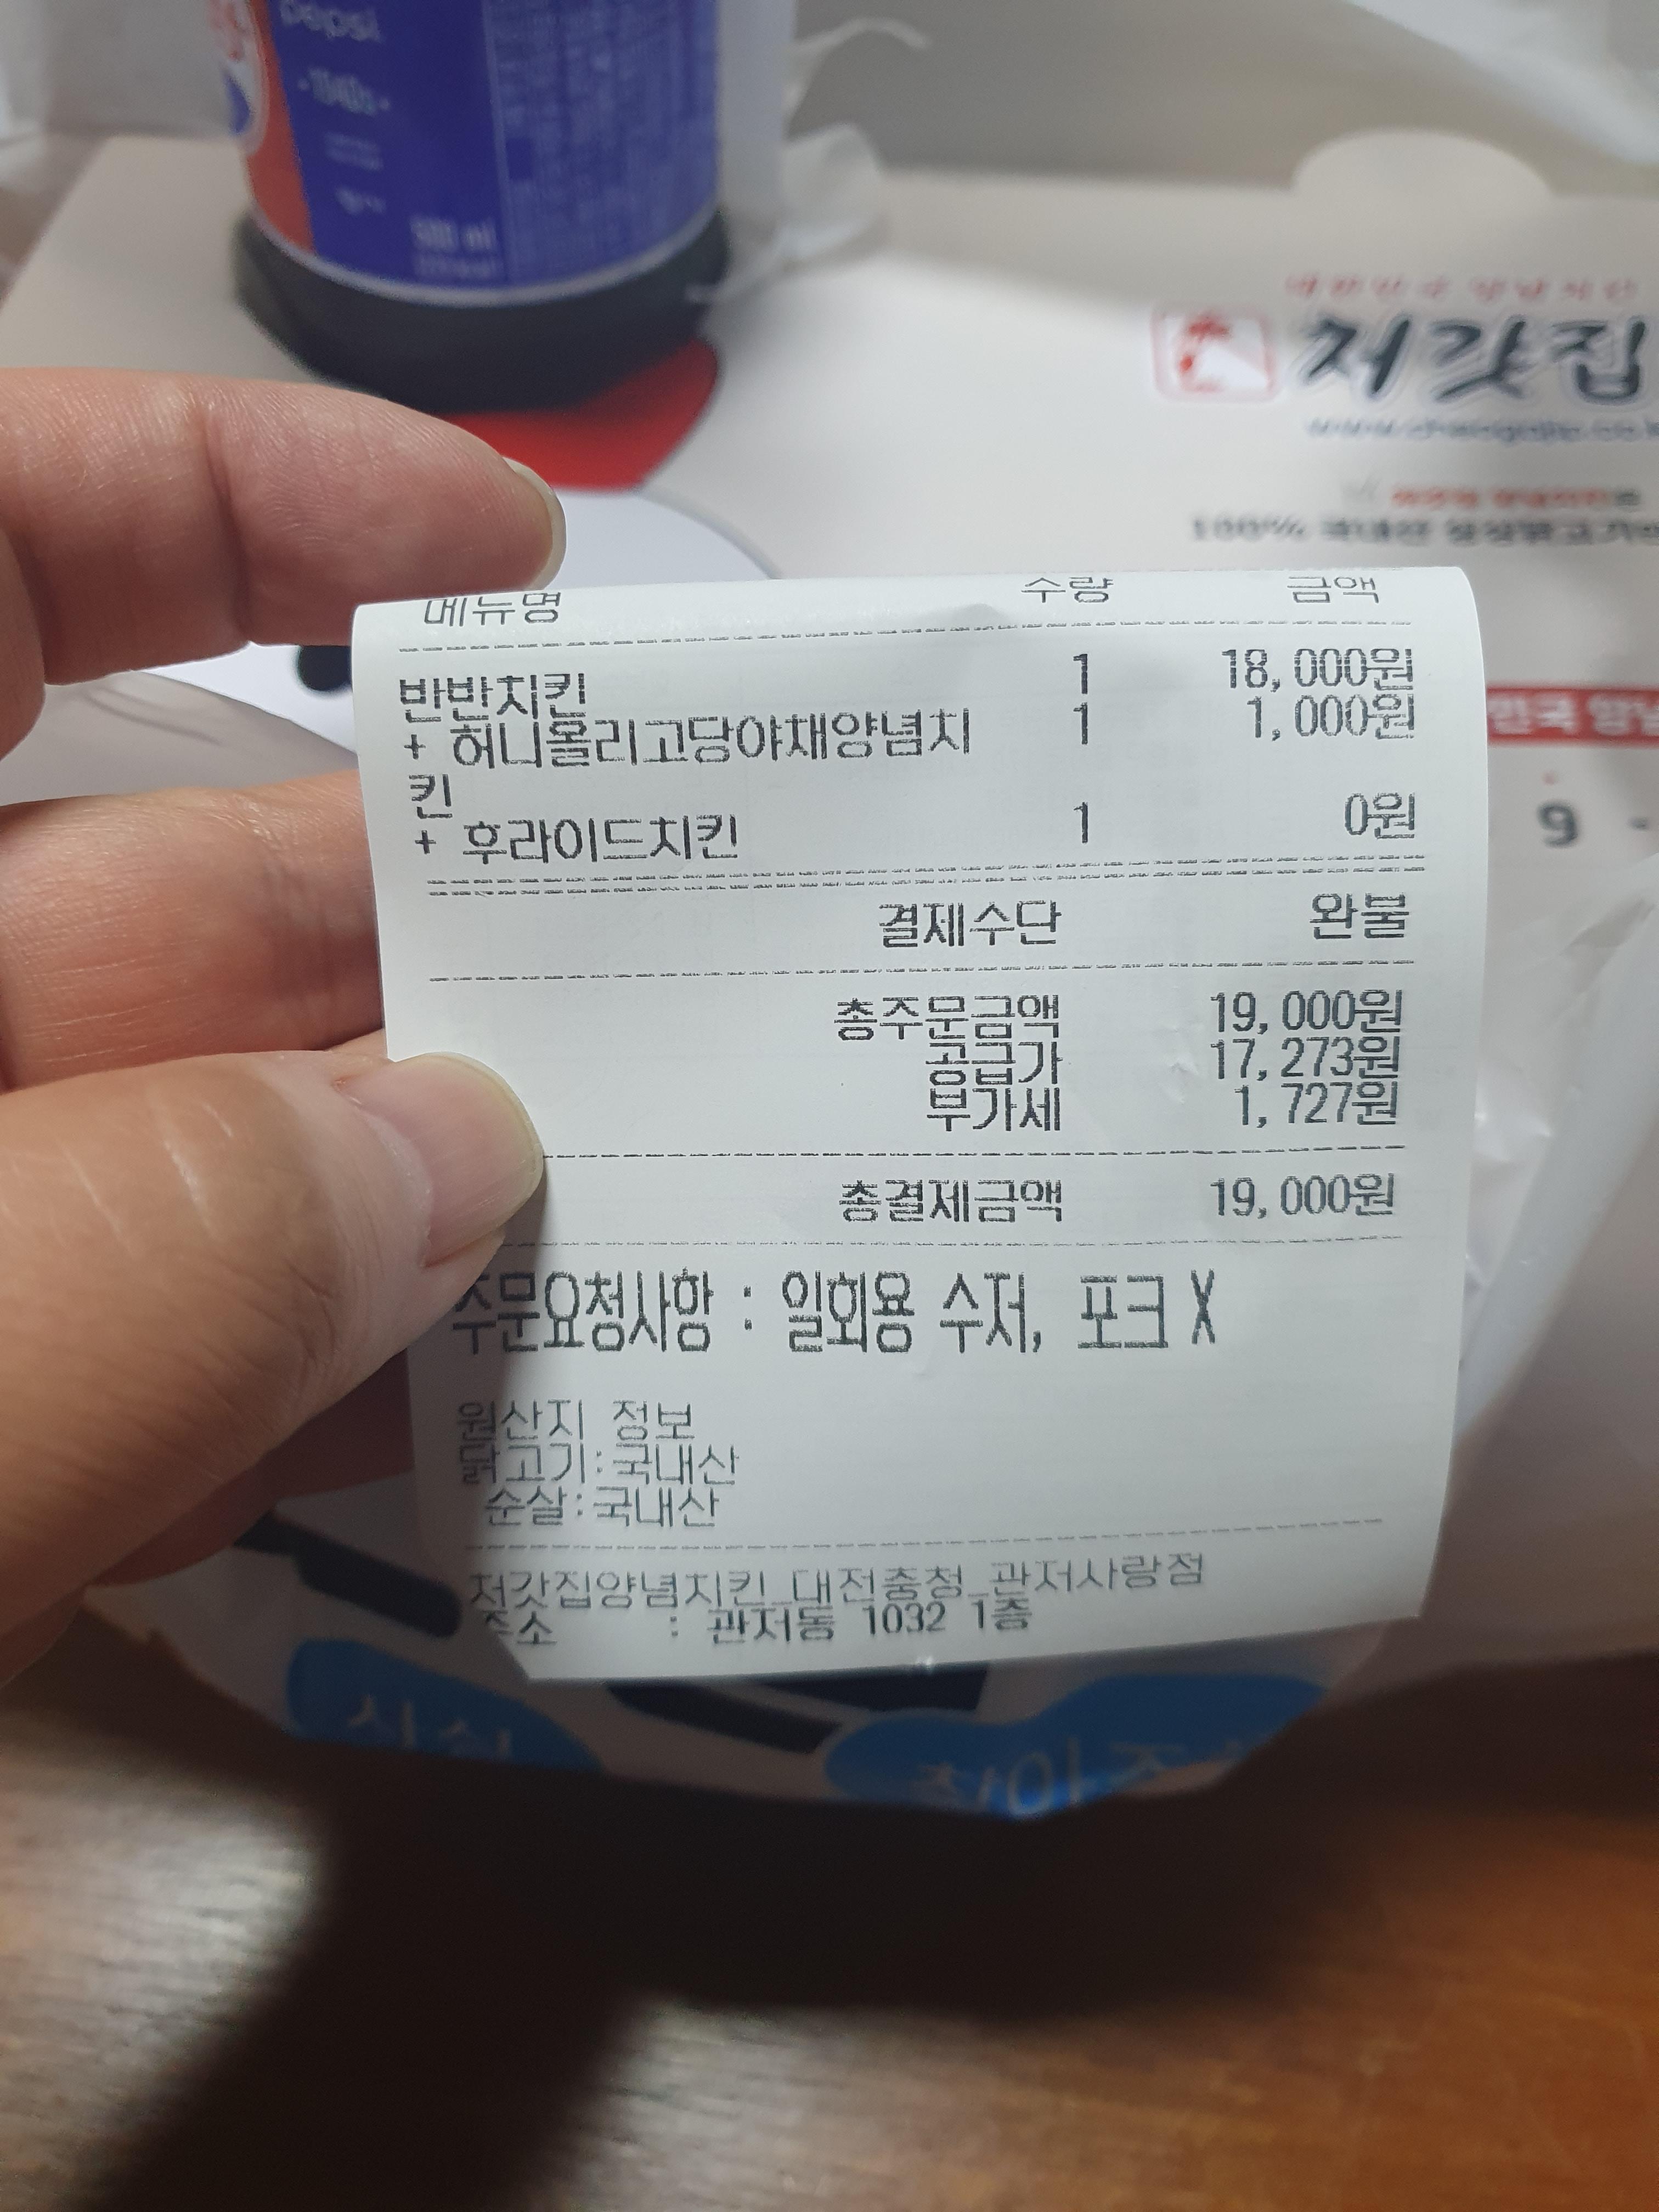 pepsi
500 ml
처갓집
100% 국내산
메뉴명 수량 금액
반반치킨 1 18,000원
+ 허니올리고당야채양념치 1 1,000원
킨
+ 후라이드치킨 1 0원
결제수단 완불
총주문금액 19,000원
공급가 17,273원
부가세 1,727원
총결제금액 19,000원
주문요청사항 : 일회용 수저, 포크 X
원산지 정보
닭고기:국내산
순살:국내산
처갓집양념치킨_대전충청_관저사랑점
주소 : 관저동 1032 1층
9 -